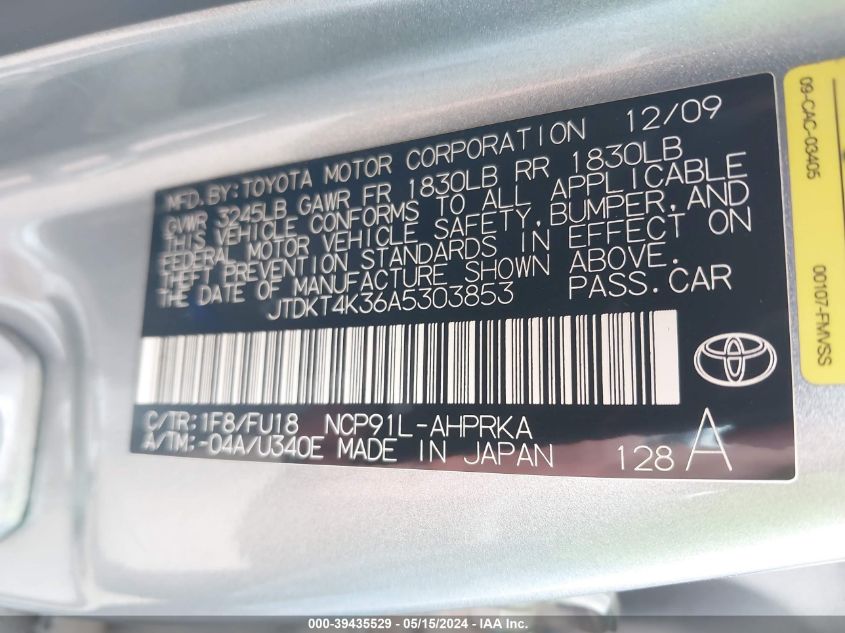 MFD.BY:TOYOTA MOTOR CORPORATION 12/09
GVWR 3245LB GAWR FR 1830LB RR 1830LB
THIS VEHICLE CONFORMS TO ALL APPLICABLE
FEDERAL MOTOR VEHICLE SAFETY,BUMPER,AND
THEFT PREVENTION STANDARDS IN EFFECT ON
THE DATE OF MANUFACTURE SHOWN ABOVE.
JTDKT4K36A5303853 PASS.CAR
C/TR:1F8/FU18 NCP91L-AHPRKA
A/TM:-04A/U340E MADE IN JAPAN 128 A
09-CAC-03405
00107-FMVSS
000-39435529 - 05/15/2024 - IAA Inc.